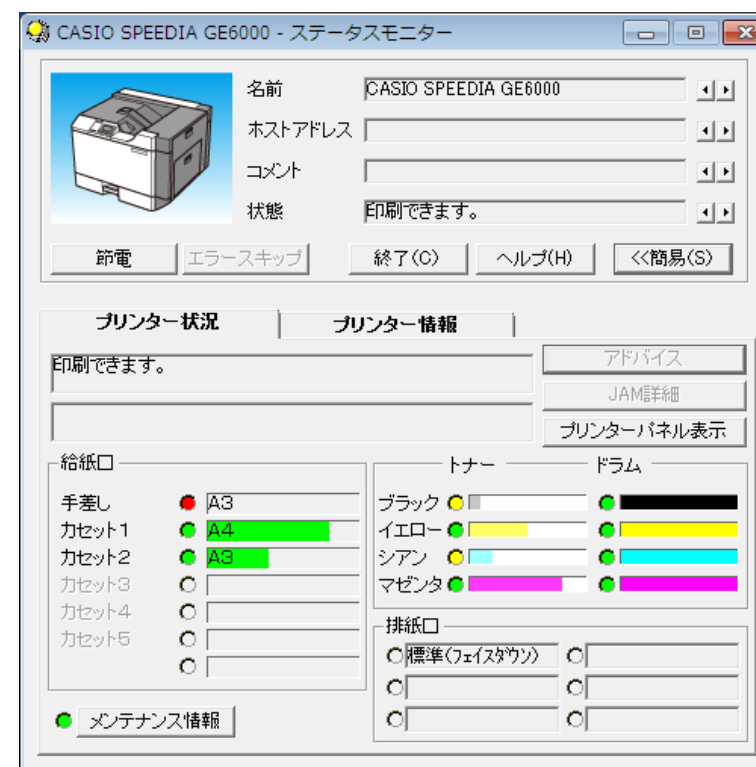 CASIO SPEEDIA GE6000 - ステータスモニター
名前 CASIO SPEEDIA GE6000
ホストアドレス
コメント
状態 印刷できます。
節電 エラースキップ 終了(C) ヘルプ(H) <<簡易(S)
プリンター状況 プリンター情報
印刷できます。
アドバイス
JAM詳細
プリンターパネル表示
給紙口
手差し A3
カセット1 A4
カセット2 A3
カセット3
カセット4
カセット5
メンテナンス情報
トナー ドラム
ブラック
イエロー
シアン
マゼンタ
排紙口
標準(フェイスダウン)